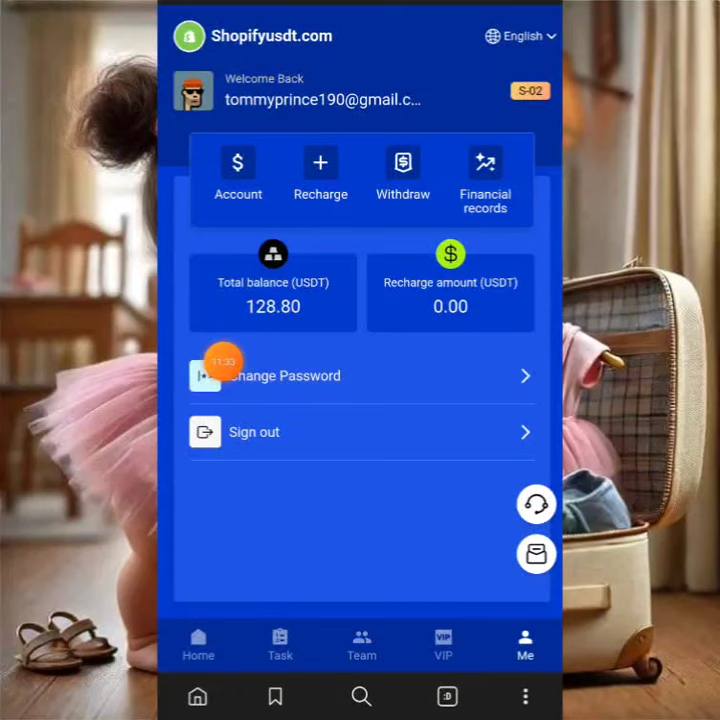 Shopifyusdt.com
English
Welcome Back
tommyprince190@gmail.c...
S-02
Account
Recharge
Withdraw
Financial
records
Total balance (USDT)
128.80
Recharge amount (USDT)
0.00
11:33
Change Password
Sign out
Home
Task
Team
VIP
VIP
Me
:D